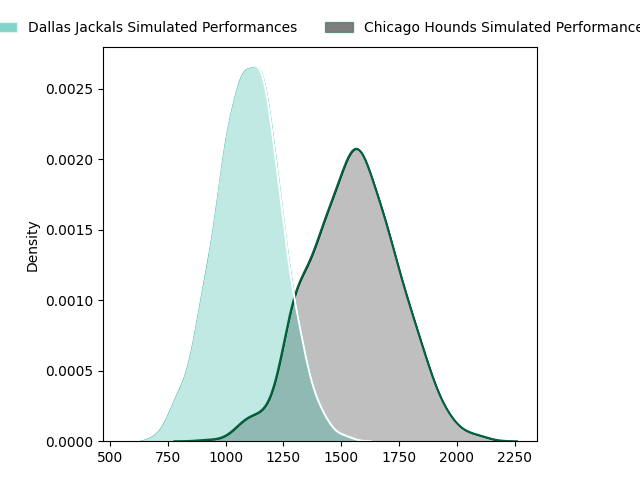 Dallas Jackals Simulated Performances
Chicago Hounds Simulated Performance
Density
0.0025
0.0020
0.0015
0.0010
0.0005
0.0000
500 750 1000 1250 1500 1750 2000 2250